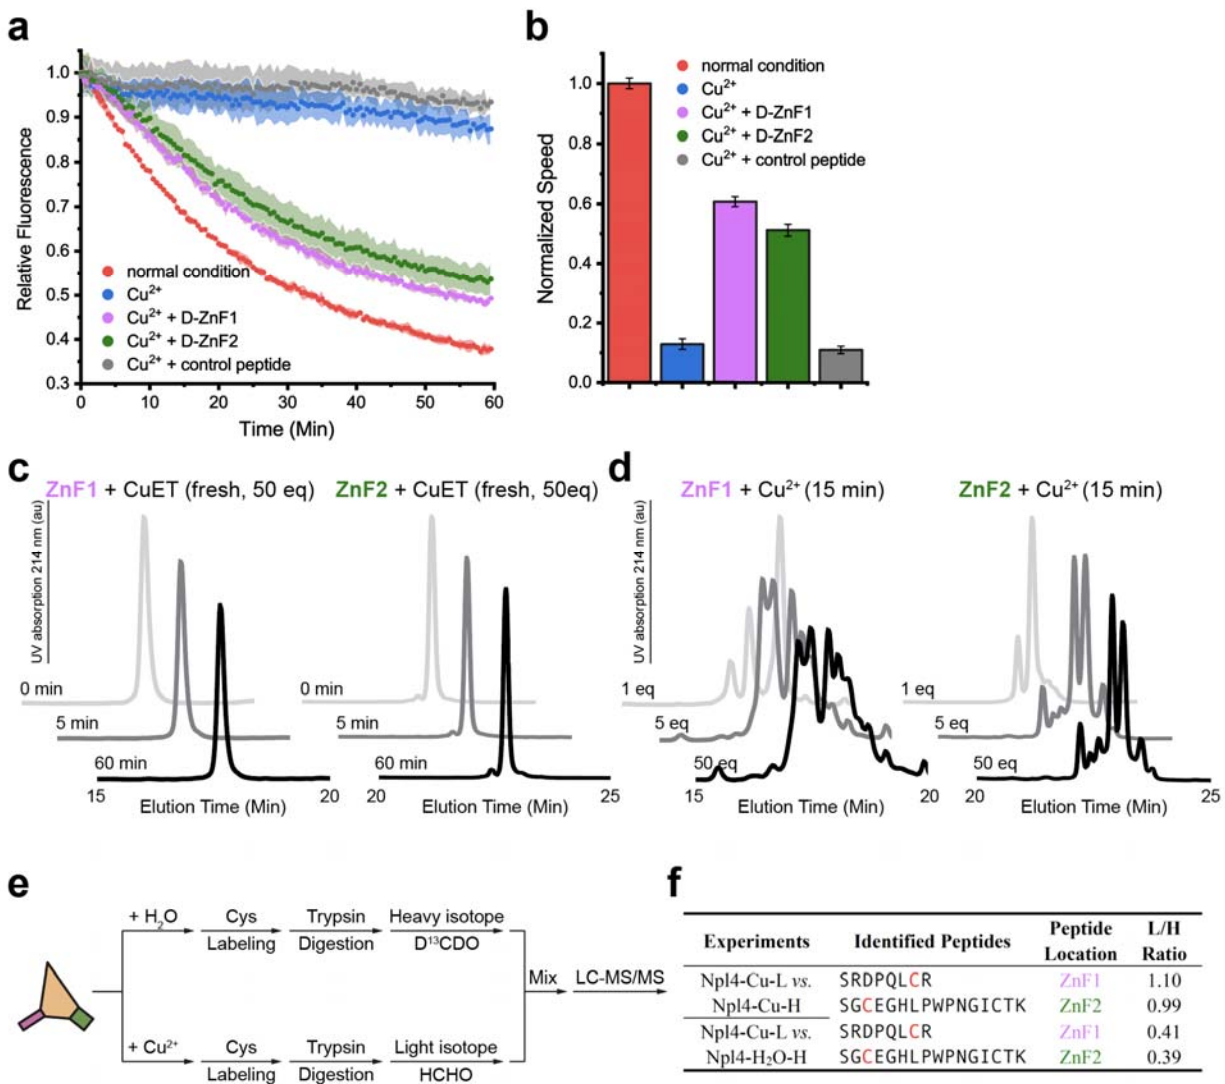 a
1.0
0.9
0.8
0.7
0.6
0.5
0.4
0.3
Relative Fluorescence
normal condition
Cu²⁺
Cu²⁺ + D-ZnF1
Cu²⁺ + D-ZnF2
Cu²⁺ + control peptide
0 10 20 30 40 50 60
Time (Min)
b
1.0
0.8
0.6
0.4
0.2
0.0
Normalized Speed
normal condition
Cu²⁺
Cu²⁺ + D-ZnF1
Cu²⁺ + D-ZnF2
Cu²⁺ + control peptide
c
ZnF1 + CuET (fresh, 50 eq)
UV absorption 214 nm (au)
0 min
5 min
60 min
15 20
Elution Time (Min)
ZnF2 + CuET (fresh, 50eq)
0 min
5 min
60 min
20 25
Elution Time (Min)
d
ZnF1 + Cu²⁺ (15 min)
UV absorption 214 nm (au)
1 eq
5 eq
50 eq
15 20
Elution Time (Min)
ZnF2 + Cu²⁺ (15 min)
1 eq
5 eq
50 eq
20 25
Elution Time (Min)
e
+ H₂O
Cys
Labeling
Trypsin
Digestion
Heavy isotope
D¹³CDO
Mix
LC-MS/MS
+ Cu²⁺
Cys
Labeling
Trypsin
Digestion
Light isotope
HCHO
f
Experiments Identified Peptides Peptide Location L/H Ratio
Npl4-Cu-L vs. SRDPQLCR ZnF1 1.10
Npl4-Cu-H SGCEGHLPWPNGICTK ZnF2 0.99
Npl4-Cu-L vs. SRDPQLCR ZnF1 0.41
Npl4-H₂O-H SGCEGHLPWPNGICTK ZnF2 0.39